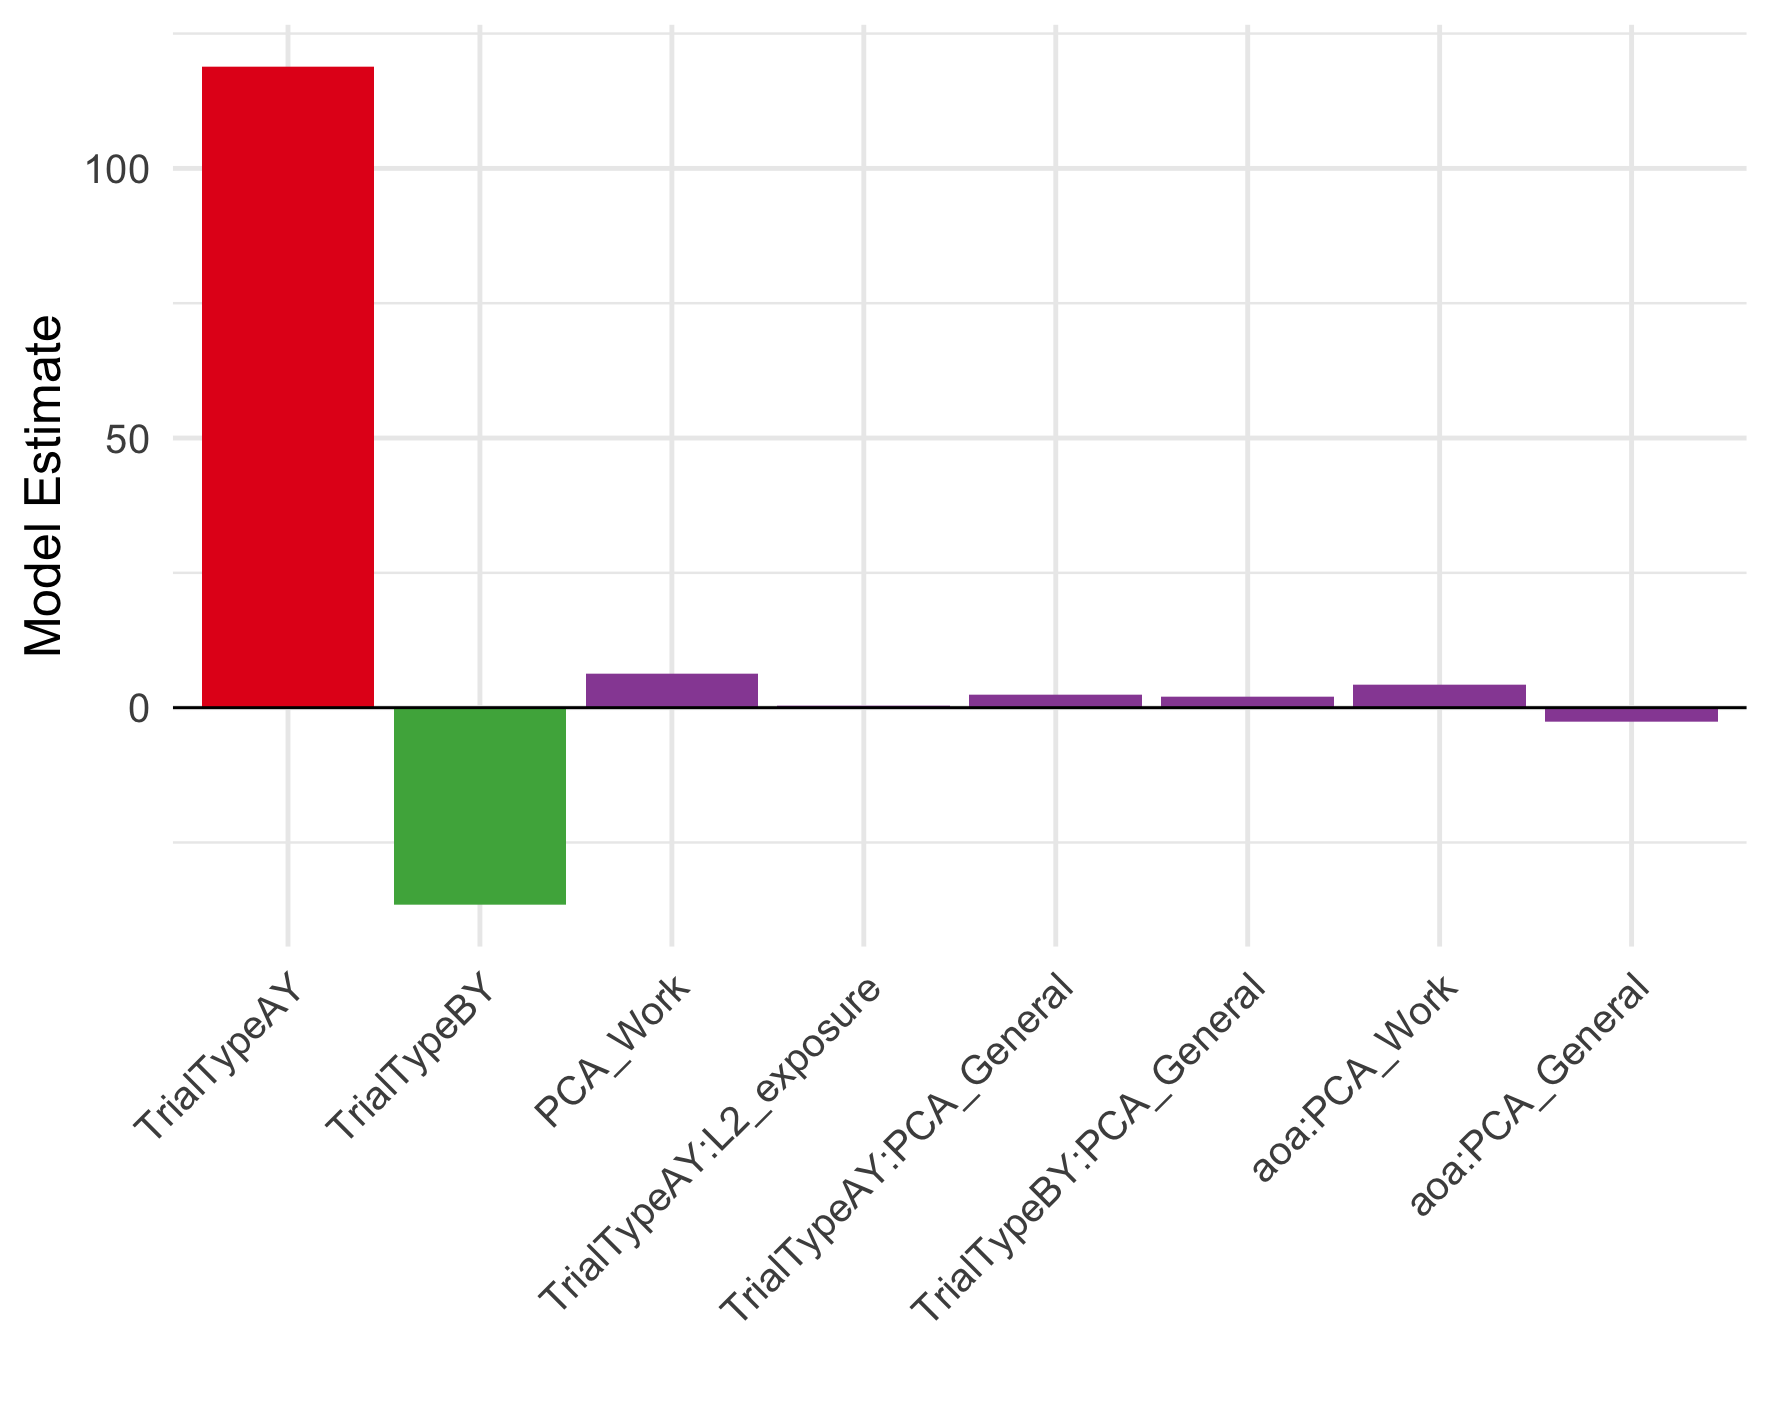 Model Estimate
100
50
0
TrialTypeAY
TrialTypeBY
PCA_Work
TrialTypeAY:L2_exposure
TrialTypeAY:PCA_General
TrialTypeBY:PCA_General
aoa:PCA_Work
aoa:PCA_General